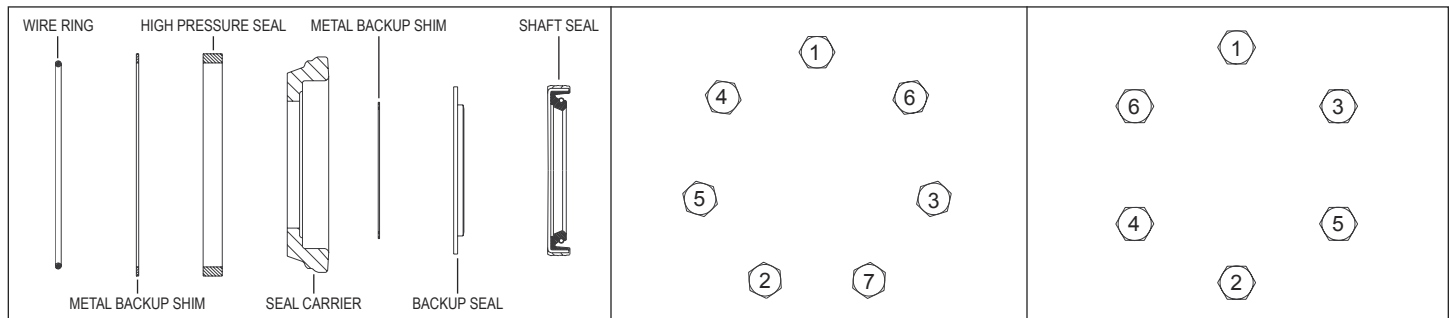 WIRE RING
HIGH PRESSURE SEAL
METAL BACKUP SHIM
SHAFT SEAL
METAL BACKUP SHIM
SEAL CARRIER
BACKUP SEAL
1
4
6
5
3
2
7
1
6
3
4
5
2